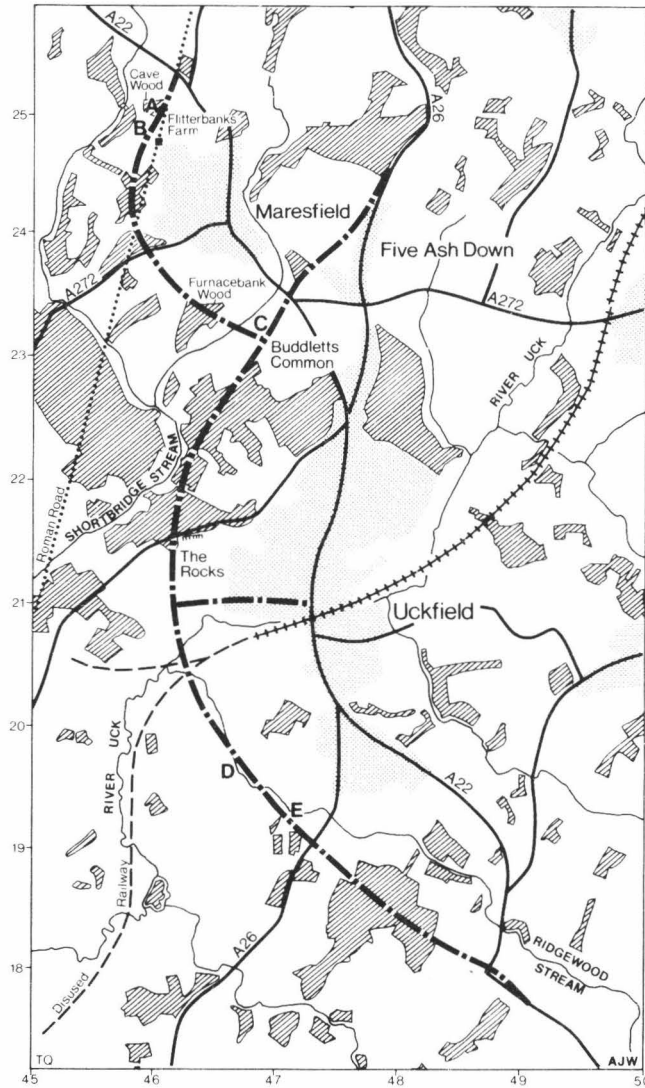 A22
Cave
Wood
A
25
Flitterbanks
Farm
B
A26
Maresfield
24
Five Ash Down
A272
Furnacebank
Wood
A272
C
23
Buddletts
Common
RIVER UCK
SHORTBRIDGE STREAM
22
Roman Road
The
Rocks
21
Uckfield
20
RIVER UCK
D
A22
E
19
Railway
Disused
A26
18
RIDGEWOOD
STREAM
TQ
AJW
45
46
47
48
49
50